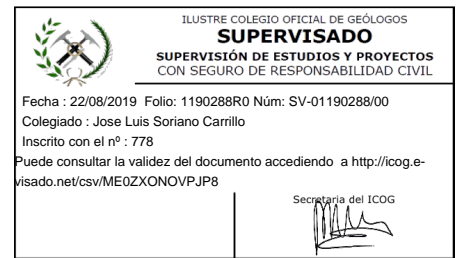 ILUSTRE COLEGIO OFICIAL DE GEÓLOGOS
SUPERVISADO
SUPERVISIÓN DE ESTUDIOS Y PROYECTOS
CON SEGURO DE RESPONSABILIDAD CIVIL
Fecha : 22/08/2019 Folio: 1190288R0 Núm: SV-01190288/00
Colegiado : Jose Luis Soriano Carrillo
Inscrito con el nº : 778
Puede consultar la validez del documento accediendo a http://icog.e-
visado.net/csv/ME0ZXONOVPJP8
Secretaria del ICOG